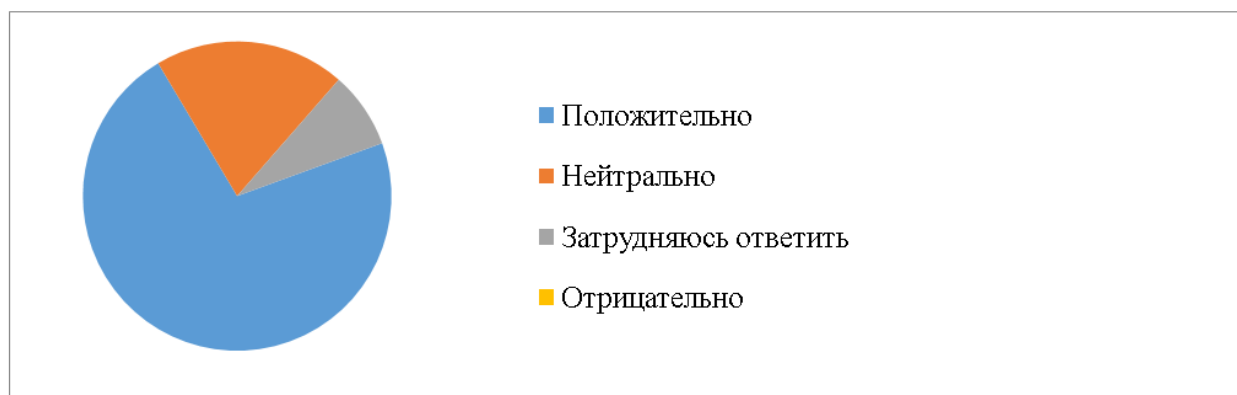 Положительно
Нейтрально
Затрудняюсь ответить
Отрицательно